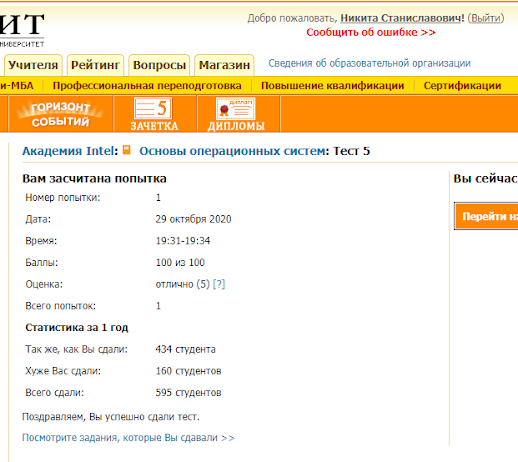 ИТ
НИВЕРСИТЕТ
Добро пожаловать, Никита Станиславович! (Выйти)
Сообщить об ошибке >>
Учителя
Рейтинг
Вопросы
Магазин
Сведения об образовательной организации
и-МБА
Профессиональная переподготовка
Повышение квалификации
Сертификации
ГОРИЗОНТ
СОБЫТИЙ
5
ЗАЧЕТКА
ДИПЛОМ
ДИПЛОМЫ
Академия Intel: Основы операционных систем: Тест 5
Вам засчитана попытка
Вы сейчас
Номер попытки: 1
Перейти на
Дата: 29 октября 2020
Время: 19:31-19:34
Баллы: 100 из 100
Оценка: отлично (5) [?]
Всего попыток: 1
Статистика за 1 год
Так же, как Вы сдали: 434 студента
Хуже Вас сдали: 160 студентов
Всего сдали: 595 студентов
Поздравляем, Вы успешно сдали тест.
Посмотрите задания, которые Вы сдавали >>